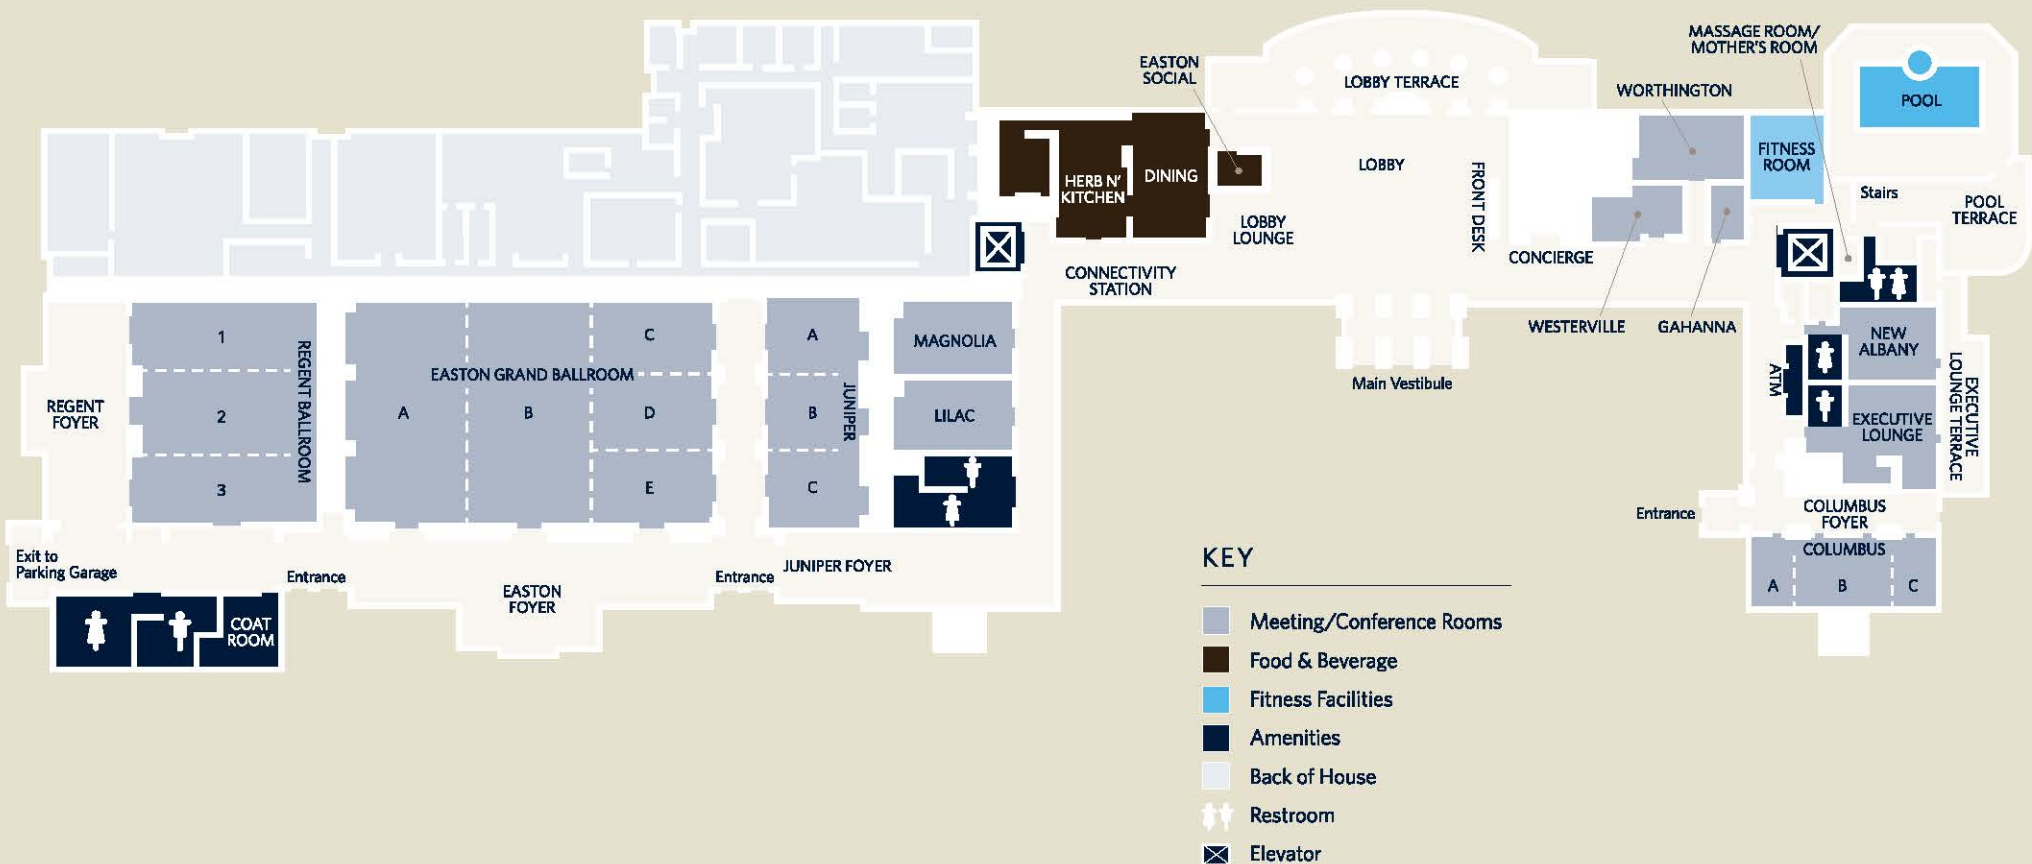 MASSAGE ROOM/
MOTHER'S ROOM
EASTON
SOCIAL
LOBBY TERRACE
WORTHINGTON
POOL
HERB N'
KITCHEN
DINING
LOBBY
FRONT DESK
FITNESS
ROOM
Stairs
POOL
TERRACE
LOBBY
LOUNGE
CONCIERGE
CONNECTIVITY
STATION
WESTERVILLE
GAHANNA
Main Vestibule
NEW
ALBANY
ATM
EXECUTIVE
LOUNGE
EXECUTIVE
LOUNGE TERRACE
Entrance
COLUMBUS
FOYER
COLUMBUS
A
B
C
REGENT
FOYER
1
2
3
REGENT BALLROOM
EASTON GRAND BALLROOM
A
B
C
D
E
A
B
C
JUNIPER
MAGNOLIA
LILAC
Exit to
Parking Garage
Entrance
EASTON
FOYER
Entrance
JUNIPER FOYER
COAT
ROOM
KEY
Meeting/Conference Rooms
Food & Beverage
Fitness Facilities
Amenities
Back of House
Restroom
Elevator